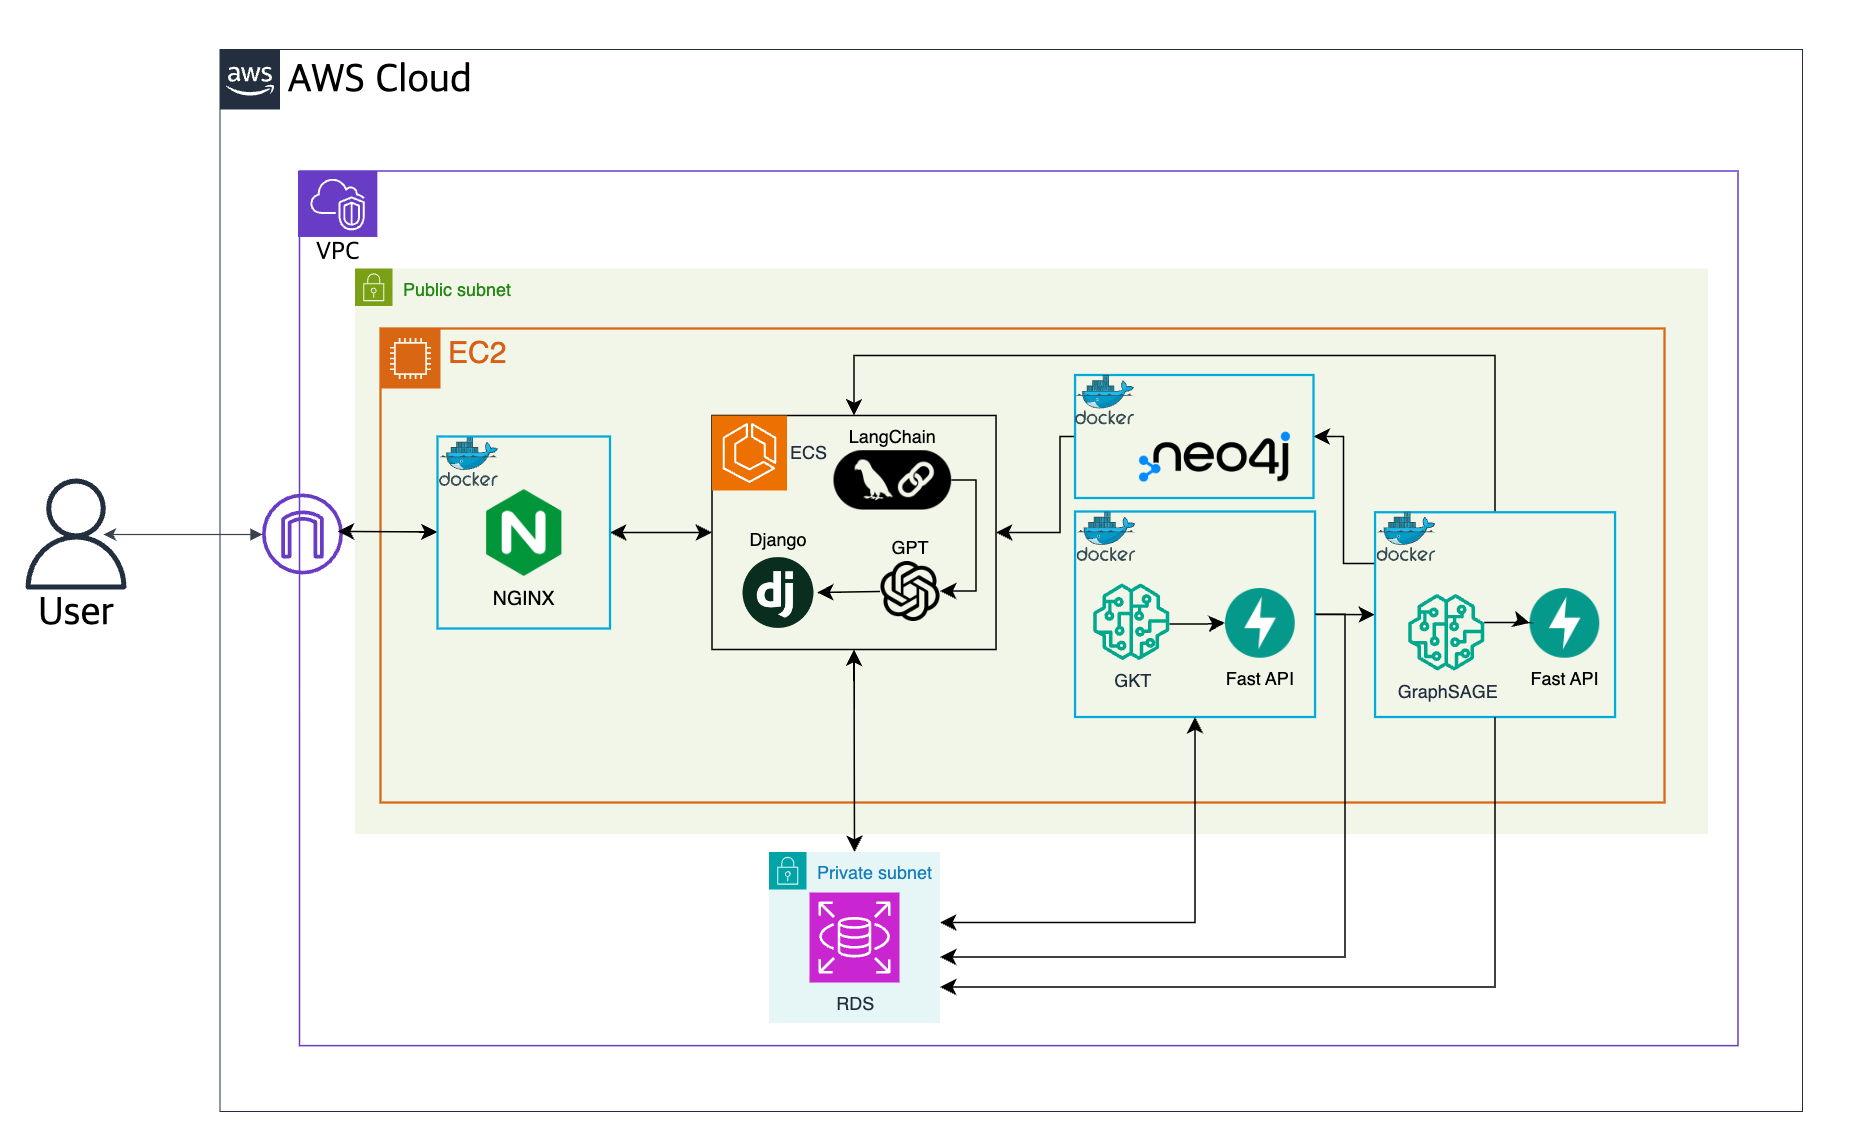 aws
AWS Cloud
VPC
Public subnet
EC2
docker
NGINX
ECS
LangChain
Django
dj
GPT
docker
neo4j
docker
GKT
Fast API
docker
GraphSAGE
Fast API
User
Private subnet
RDS